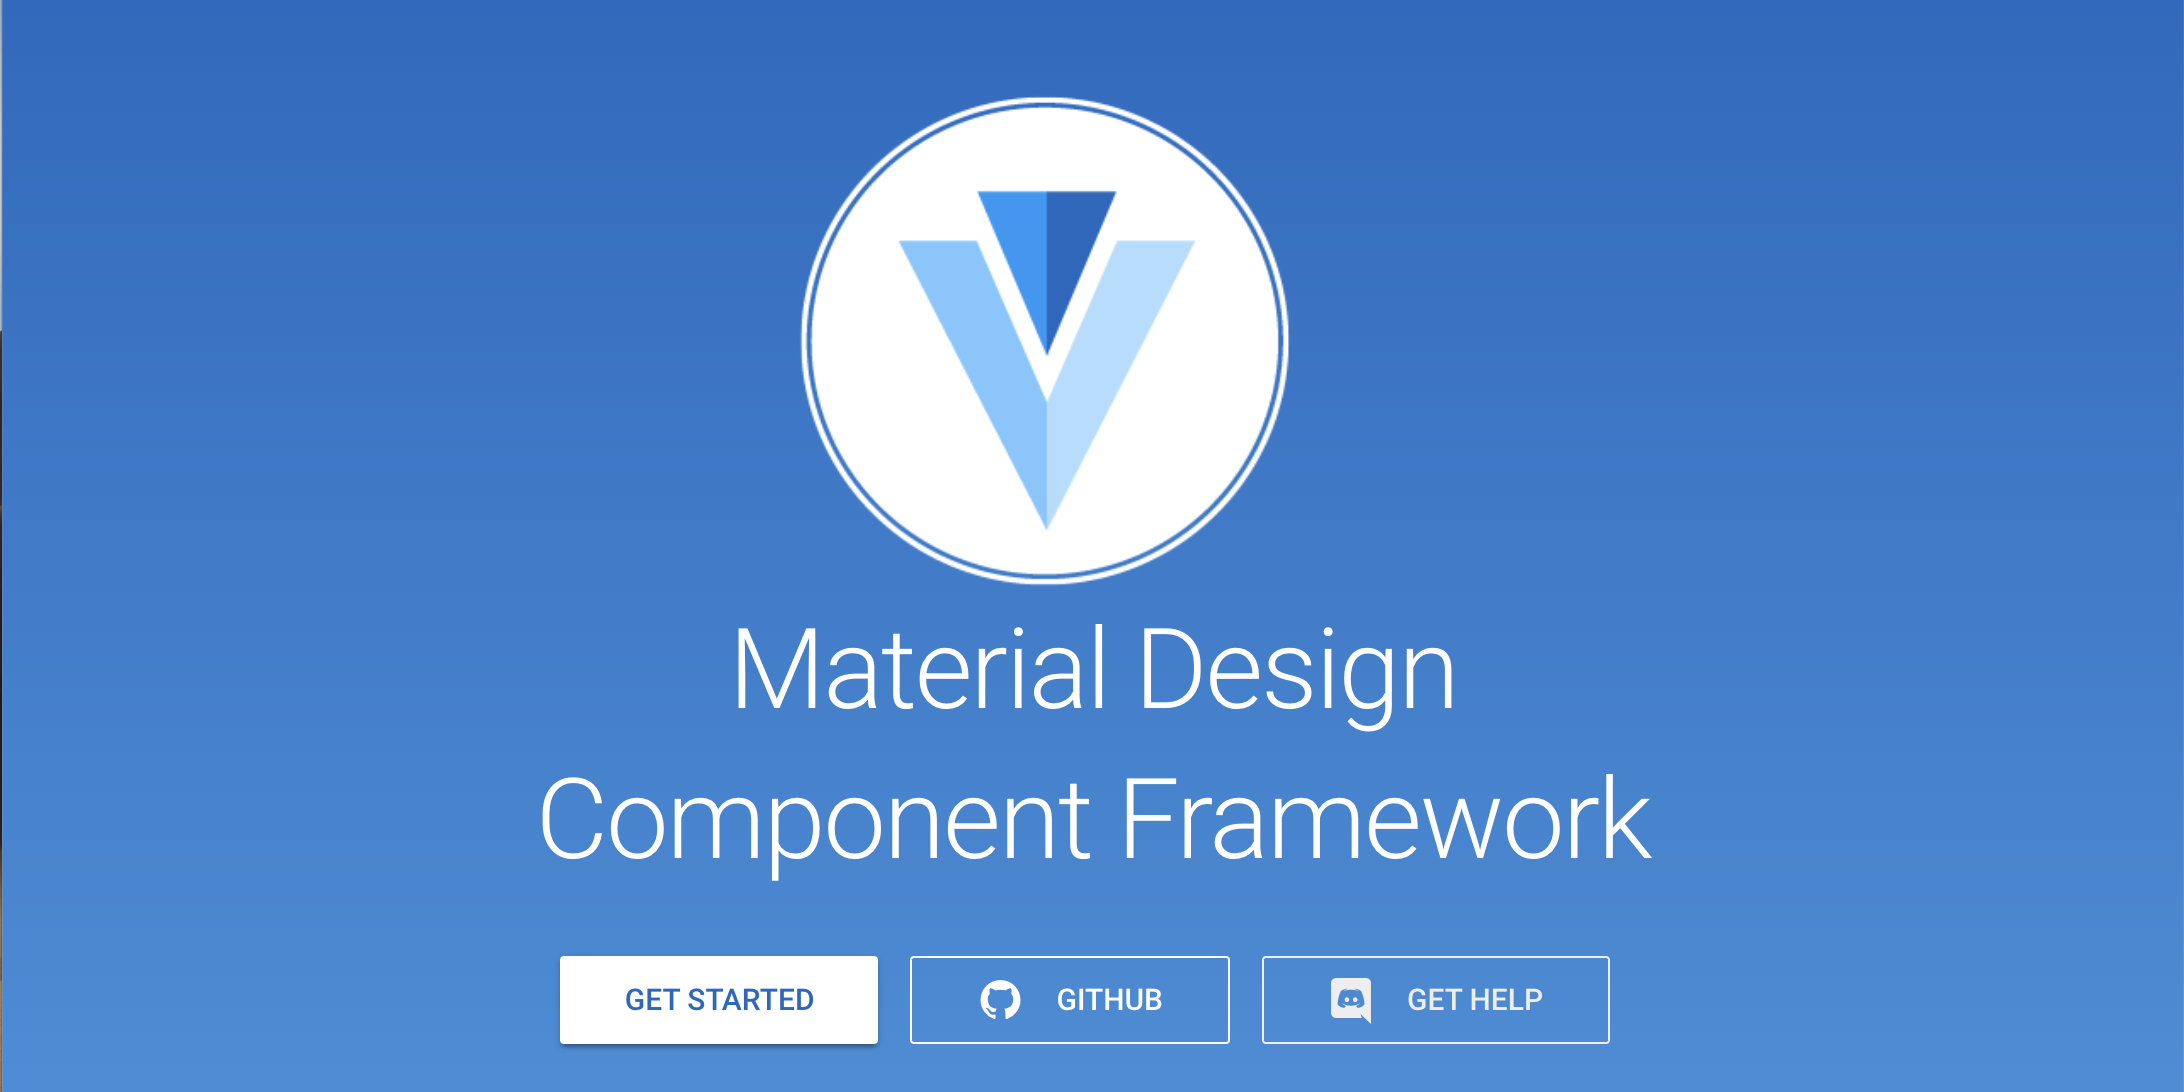 Material Design
Component Framework
GET STARTED
GITHUB
GET HELP